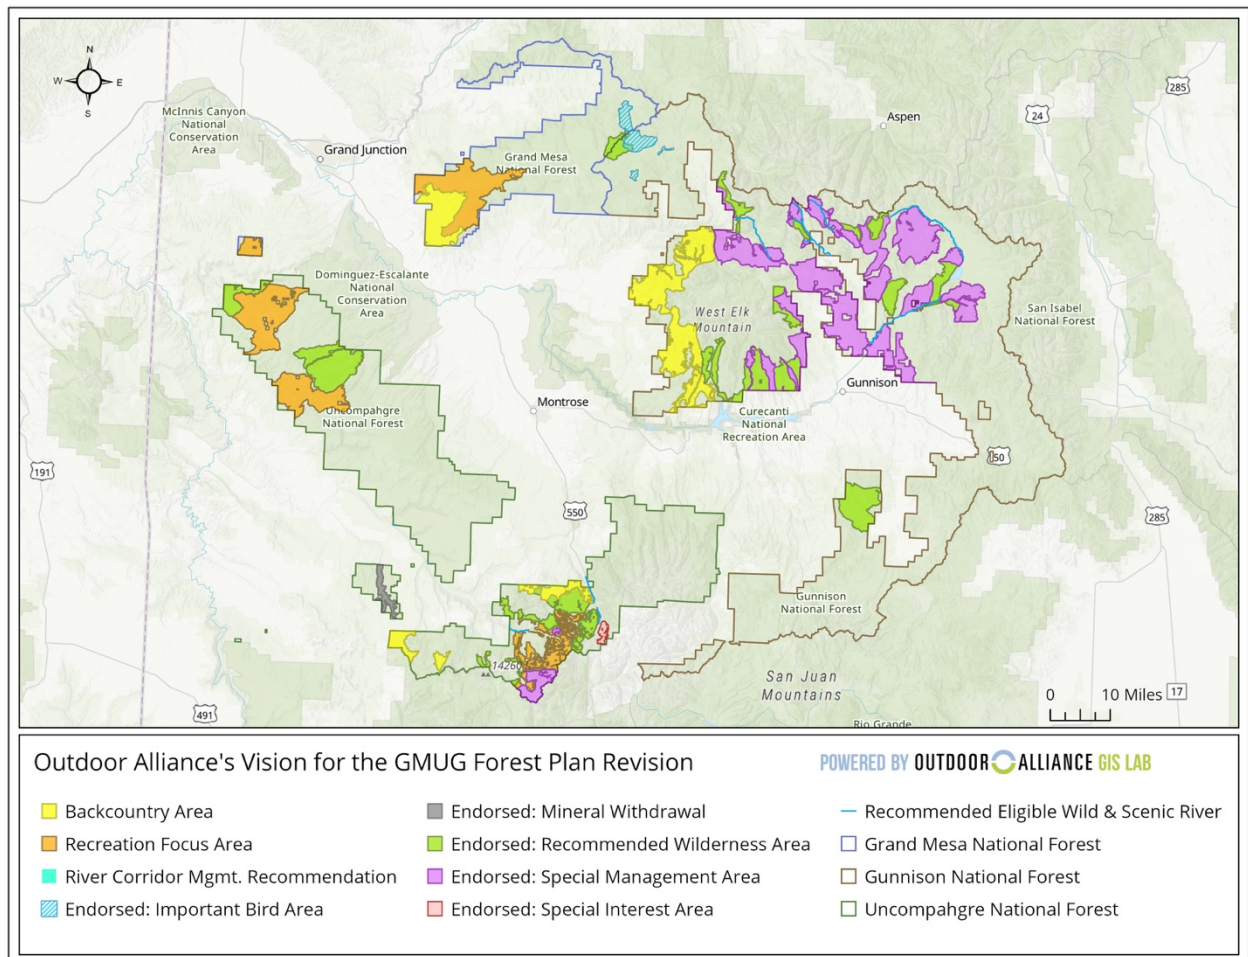 N
W E
S
McInnis Canyon
National
Conservation
Area
Grand Junction
Grand Mesa
National Forest
Aspen
24
285
Dominguez-Escalante
National
Conservation
Area
San Isabel
National Forest
West Elk
Mountain
Gunnison
Montrose
Uncompahgre
National Forest
Curecanti
National
Recreation Area
191
50
550
285
Gunnison
National Forest
14260
San Juan
Mountains
0 10 Miles
17
491
Rio Grande
Outdoor Alliance's Vision for the GMUG Forest Plan Revision
POWERED BY OUTDOOR ALLIANCE GIS LAB
Backcountry Area
Recreation Focus Area
River Corridor Mgmt. Recommendation
Endorsed: Important Bird Area
Endorsed: Mineral Withdrawal
Endorsed: Recommended Wilderness Area
Endorsed: Special Management Area
Endorsed: Special Interest Area
Recommended Eligible Wild & Scenic River
Grand Mesa National Forest
Gunnison National Forest
Uncompahgre National Forest